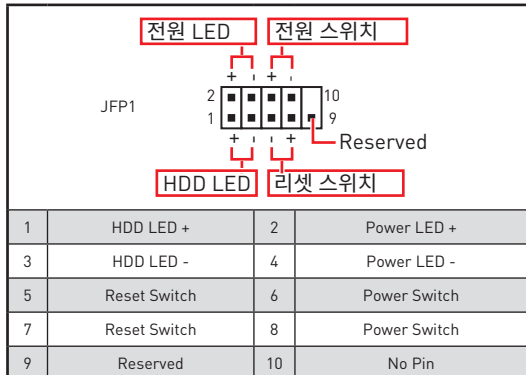 전원 LED 전원 스위치
+ - + -
JFP1
2 10
1 9
+ - - +
Reserved
HDD LED 리셋 스위치
1 HDD LED + 2 Power LED +
3 HDD LED - 4 Power LED -
5 Reset Switch 6 Power Switch
7 Reset Switch 8 Power Switch
9 Reserved 10 No Pin